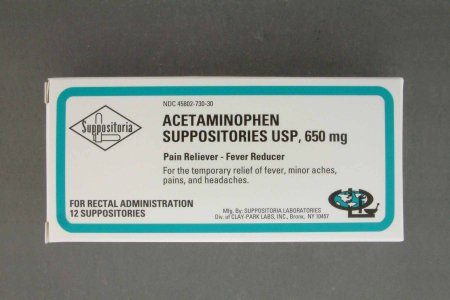 Suppositoria
NDC 45802-730-30
ACETAMINOPHEN
SUPPOSITORIES USP, 650 mg
Pain Reliever - Fever Reducer
For the temporary relief of fever, minor aches,
pains, and headaches.
FOR RECTAL ADMINISTRATION
12 SUPPOSITORIES
Mfg. By: SUPPOSITORIA LABORATORIES
Div. of CLAY-PARK LABS, INC., Bronx, NY 10457